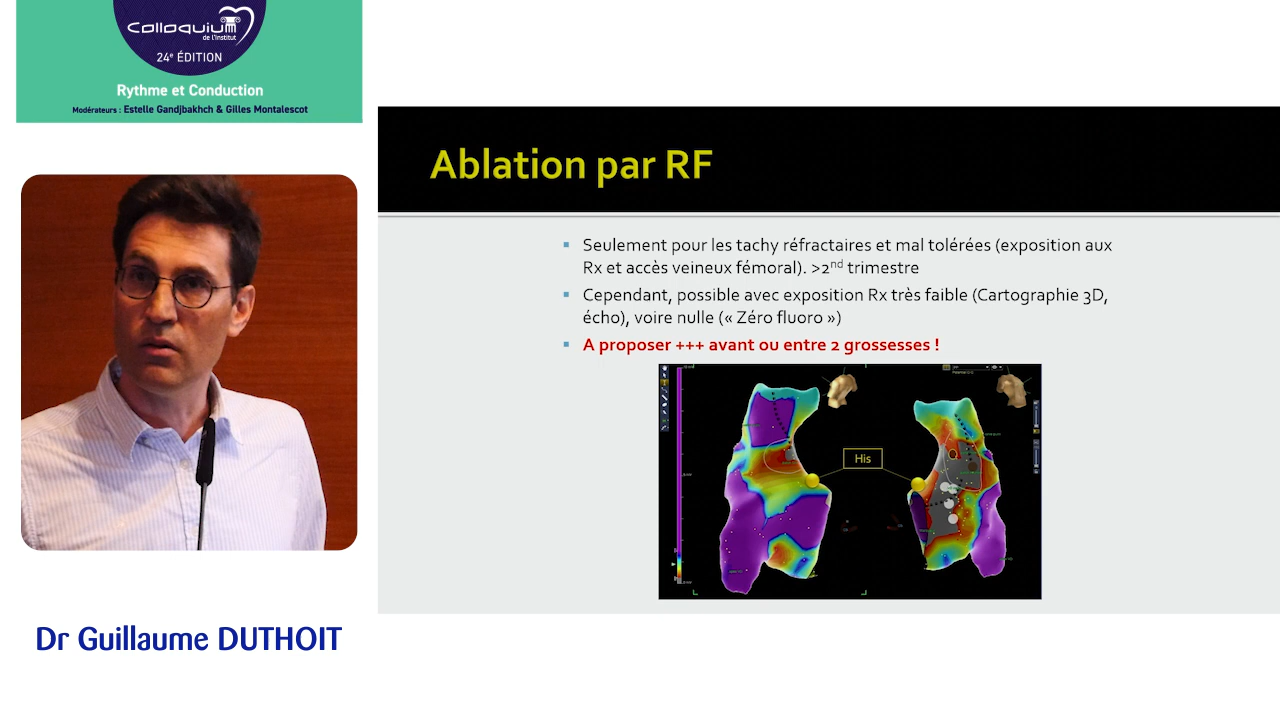 Colloquium
de l'Institut
24e ÉDITION
Rythme et Conduction
Modérateurs : Estelle Gandjbakhch & Gilles Montalescot
Ablation par RF
Seulement pour les tachy réfractaires et mal tolérées (exposition aux
Rx et accès veineux fémoral). >2nd trimestre
Cependant, possible avec exposition Rx très faible (Cartographie 3D,
écho), voire nulle (« Zéro fluoro »)
A proposer +++ avant ou entre 2 grossesses !
His
Dr Guillaume DUTHOIT